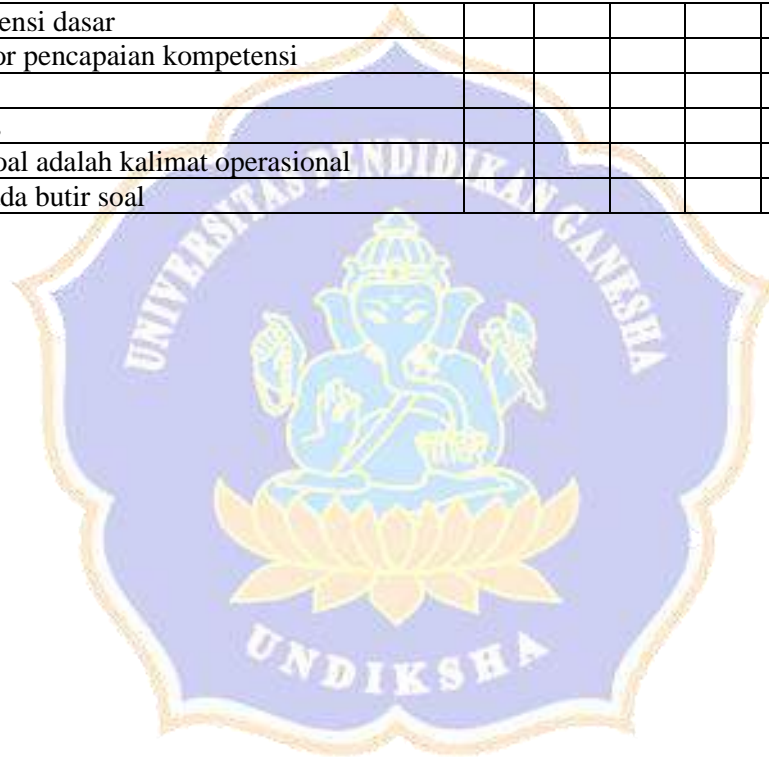 ensi dasar
or pencapaian kompetensi
oal adalah kalimat operasional
da butir soal
UNIVERSITAS PENDIDIKAN GANESHA
UNDIKSHA